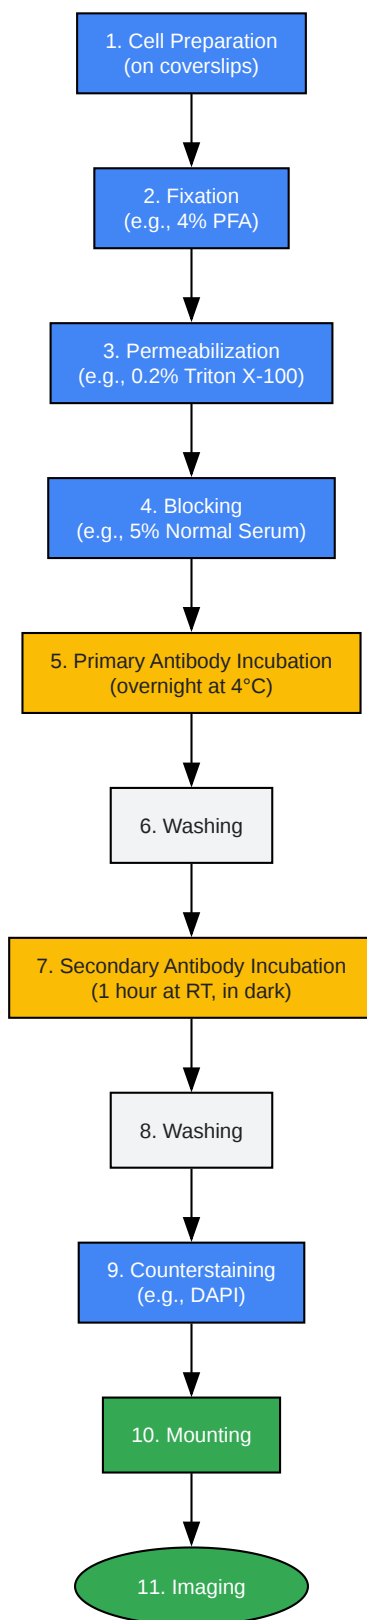 1. Cell Preparation
(on coverslips)
2. Fixation
(e.g., 4% PFA)
3. Permeabilization
(e.g., 0.2% Triton X-100)
4. Blocking
(e.g., 5% Normal Serum)
5. Primary Antibody Incubation
(overnight at 4°C)
6. Washing
7. Secondary Antibody Incubation
(1 hour at RT, in dark)
8. Washing
9. Counterstaining
(e.g., DAPI)
10. Mounting
11. Imaging